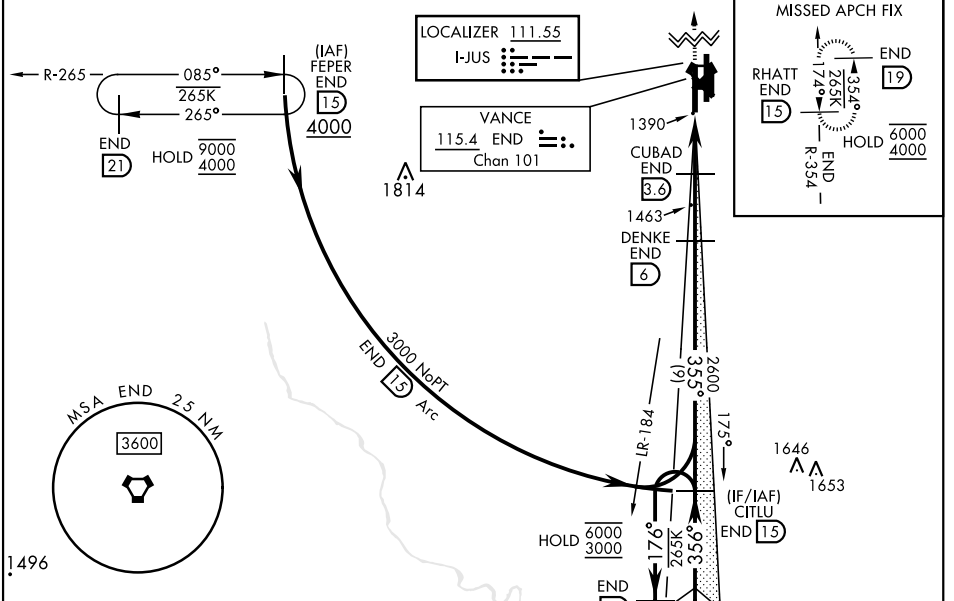 MISSED APCH FIX
END
19
RHATT
END
15
174°
265K
354°
HOLD 6000
4000
END
R-354
LOCALIZER 111.55
I-JUS
VANCE
115.4 END
Chan 101
R-265
085°
265K
265°
(IAF)
FEPER
END
15
4000
END
21
HOLD 9000
4000
1814
1390
CUBAD
END
3.6
1463
DENKE
END
6
3000 NoPT
END 15 Arc
LR-184
355°
(9)
2600
175°
1646
1653
(IF/IAF)
CITLU
END 15
HOLD 6000
3000
176°
265K
356°
END
MSA END 25 NM
3600
1496